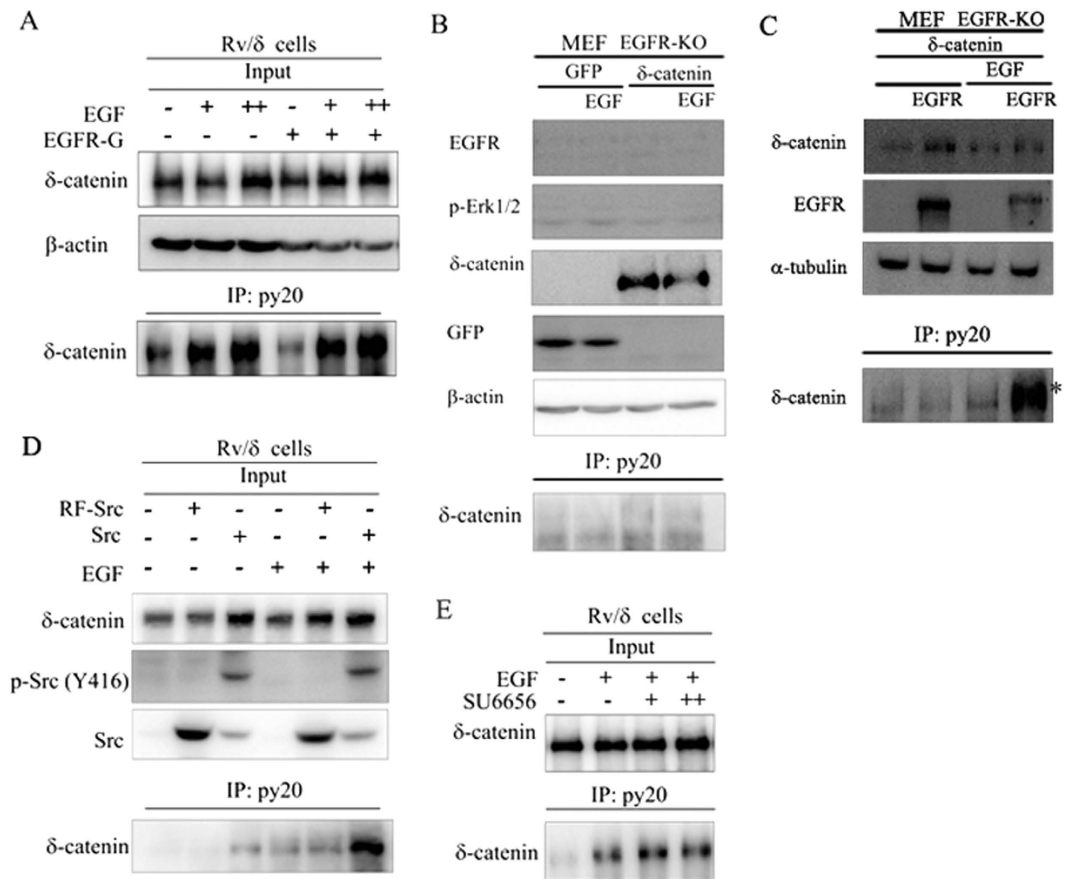 A
Rv/δ cells
Input
EGF - + ++ - + ++
EGFR-G - - - + + +
δ-catenin
β-actin
IP: py20
δ-catenin
B
MEF EGFR-KO
GFP δ-catenin
EGF EGF
EGFR
p-Erk1/2
δ-catenin
GFP
β-actin
IP: py20
δ-catenin
C
MEF EGFR-KO
δ-catenin
EGF
EGFR EGFR
δ-catenin
EGFR
α-tubulin
IP: py20
δ-catenin *
D
Rv/δ cells
Input
RF-Src - + - - + -
Src - - + - - +
EGF - - - + + +
δ-catenin
p-Src (Y416)
Src
IP: py20
δ-catenin
E
Rv/δ cells
Input
EGF - + + +
SU6656 - - + ++
δ-catenin
IP: py20
δ-catenin